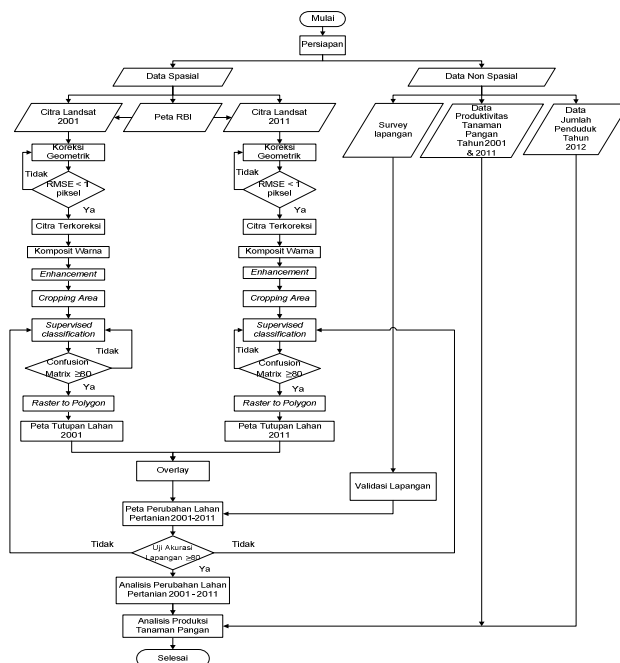 Mulai
Persiapan
Data Spasial
Data Non Spasial
Citra Landsat
2001
Peta RBI
Citra Landsat
2011
Survey
lapangan
Data
Produktivitas
Tanaman
Pangan
Tahun2001
& 2011
Data
Jumlah
Penduduk
Tahun
2012
Koreksi
Geometrik
Tidak
RMSE < 1
piksel
Ya
Citra Terkoreksi
Komposit Warna
Enhancement
Cropping Area
Supervised
classification
Tidak
Confusion
Matrix ≥80
Ya
Raster to Polygon
Peta Tutupan Lahan
2001
Koreksi
Geometrik
Tidak
RMSE < 1
piksel
Ya
Citra Terkoreksi
Komposit Warna
Enhancement
Cropping Area
Supervised
classification
Tidak
Confusion
Matrix ≥80
Ya
Raster to Polygon
Peta Tutupan Lahan
2011
Overlay
Validasi Lapangan
Peta Perubahan Lahan
Pertanian 2001-2011
Tidak
Uji Akurasi
Lapangan ≥80
Tidak
Ya
Analisis Perubahan Lahan
Pertanian 2001 - 2011
Analisis Produksi
Tanaman Pangan
Selesai